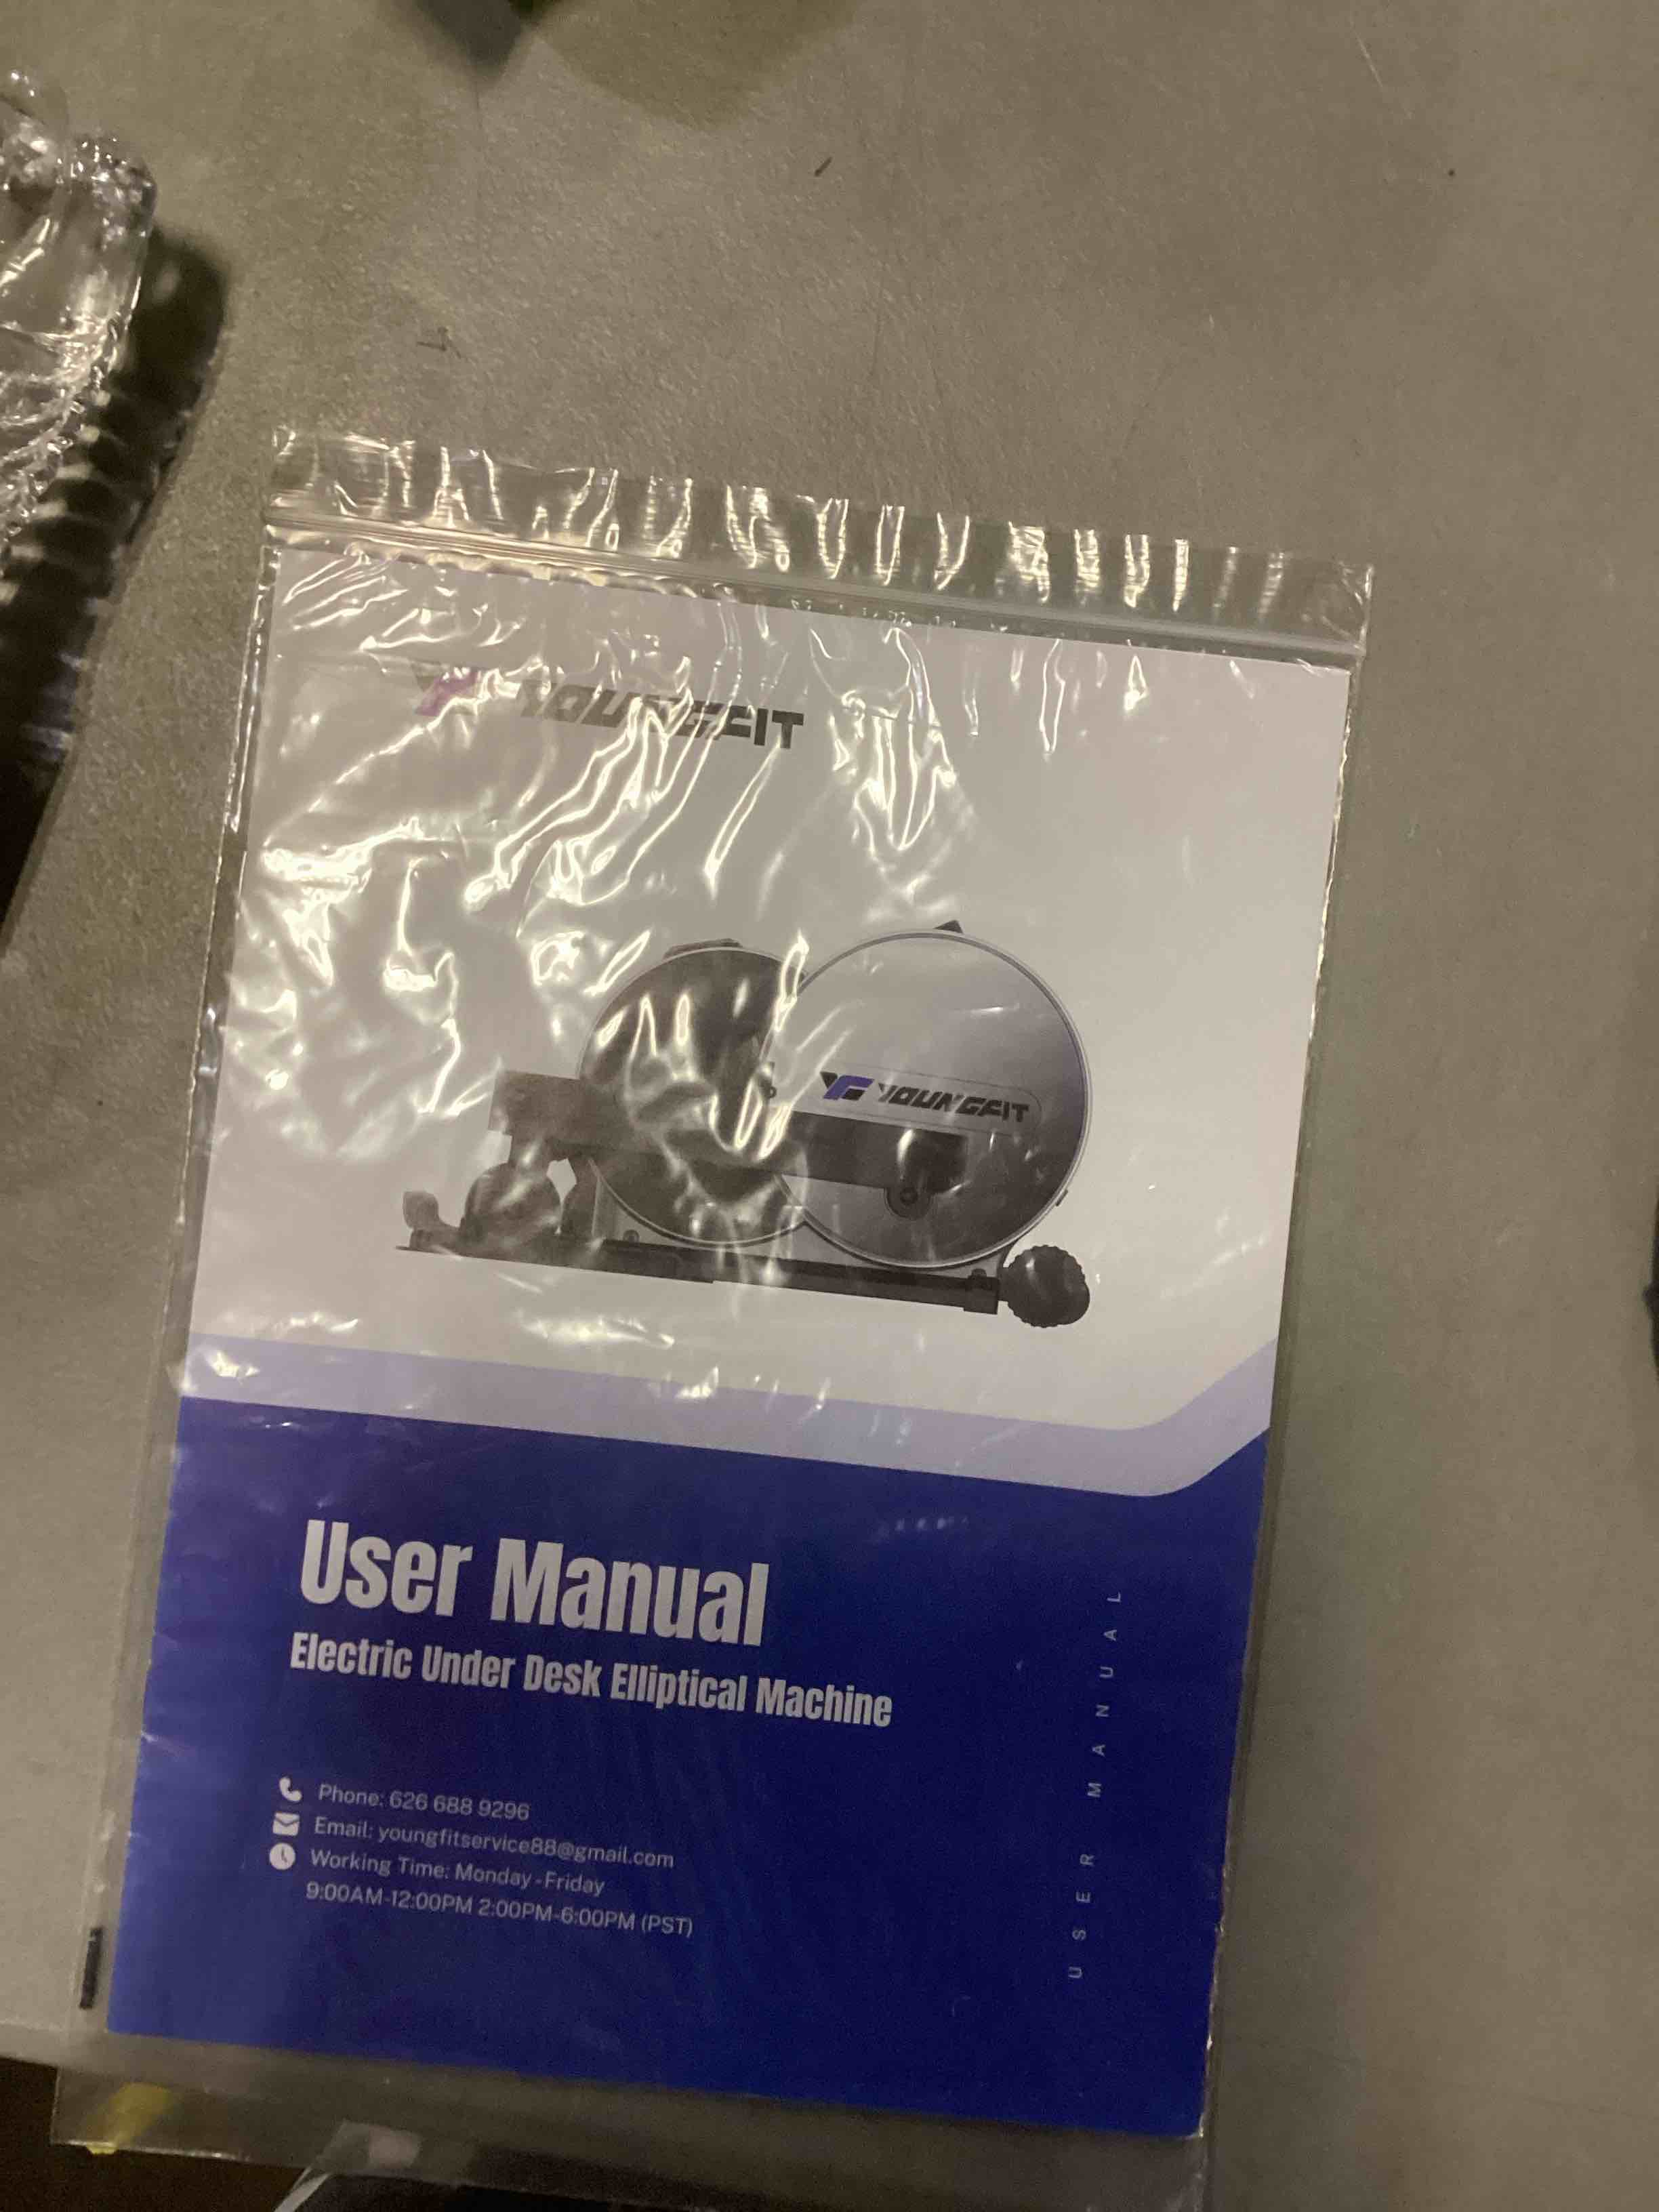 YOUNGFIT
YF YOUNGFIT
User Manual
Electric Under Desk Elliptical Machine
Phone: 626 688 9296
Email: youngfitservice88@gmail.com
Working Time: Monday-Friday
9:00AM-12:00PM 2:00PM-6:00PM (PST)
USER MANUAL